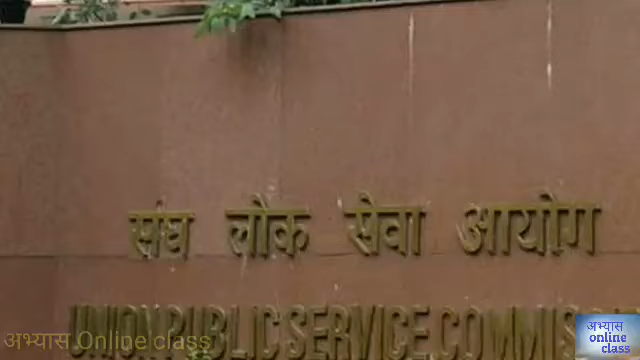 संघ लोक सेवा आयोग
UNION PUBLIC SERVICE COMMISSION
अभ्यास Online class
अभ्यास
online
class